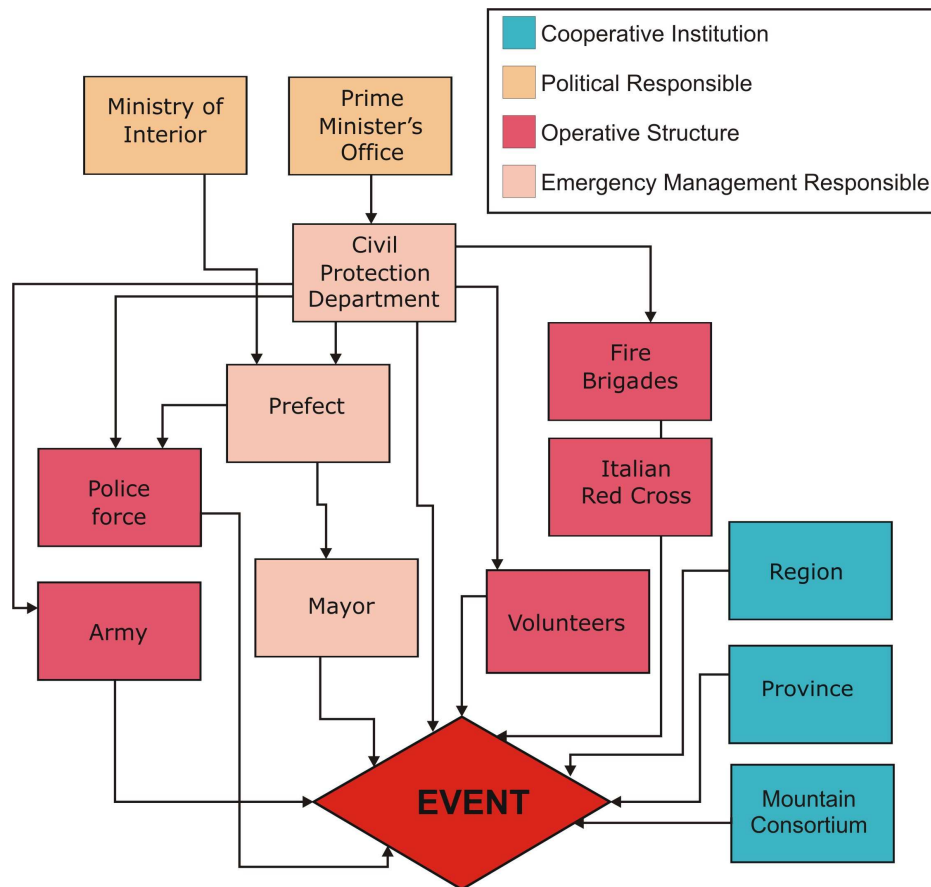 Cooperative Institution
Political Responsible
Operative Structure
Emergency Management Responsible
Ministry of
Interior
Prime
Minister's
Office
Civil
Protection
Department
Fire
Brigades
Prefect
Italian
Red Cross
Police
force
Region
Mayor
Volunteers
Army
Province
Mountain
Consortium
EVENT